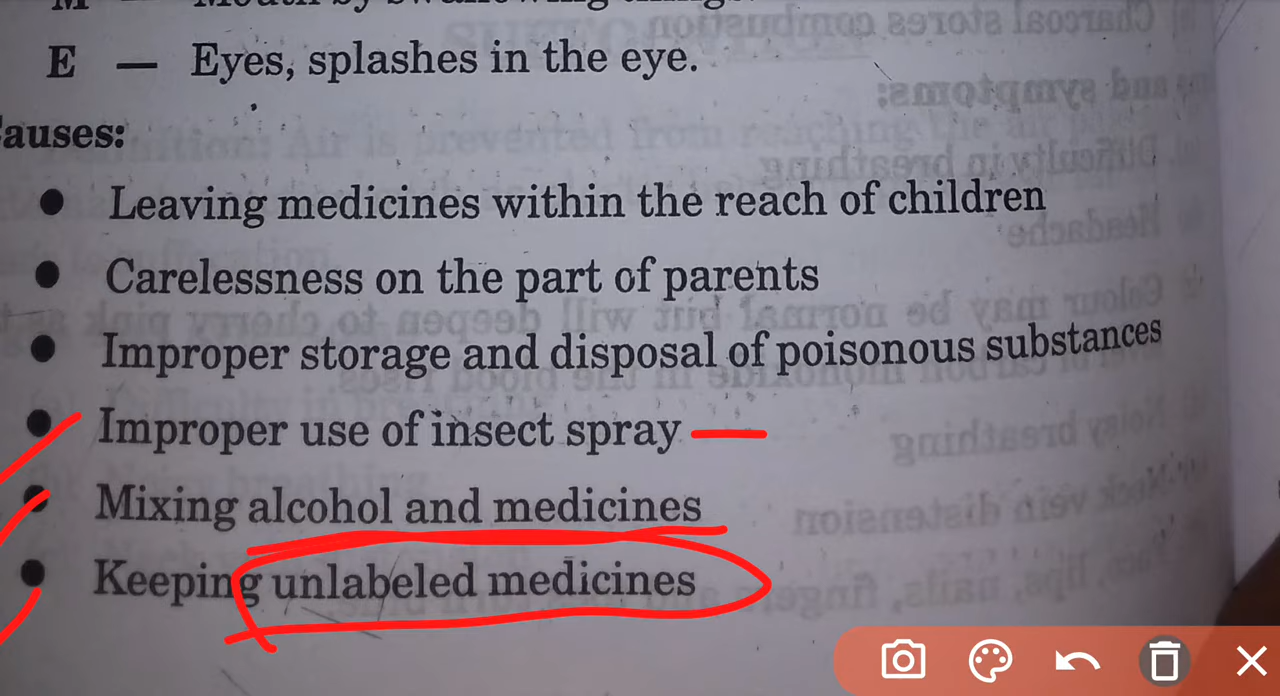 E — Eyes, splashes in the eye.
auses:
• Leaving medicines within the reach of children
• Carelessness on the part of parents
• Improper storage and disposal of poisonous substances
• Improper use of insect spray
• Mixing alcohol and medicines
• Keeping unlabeled medicines